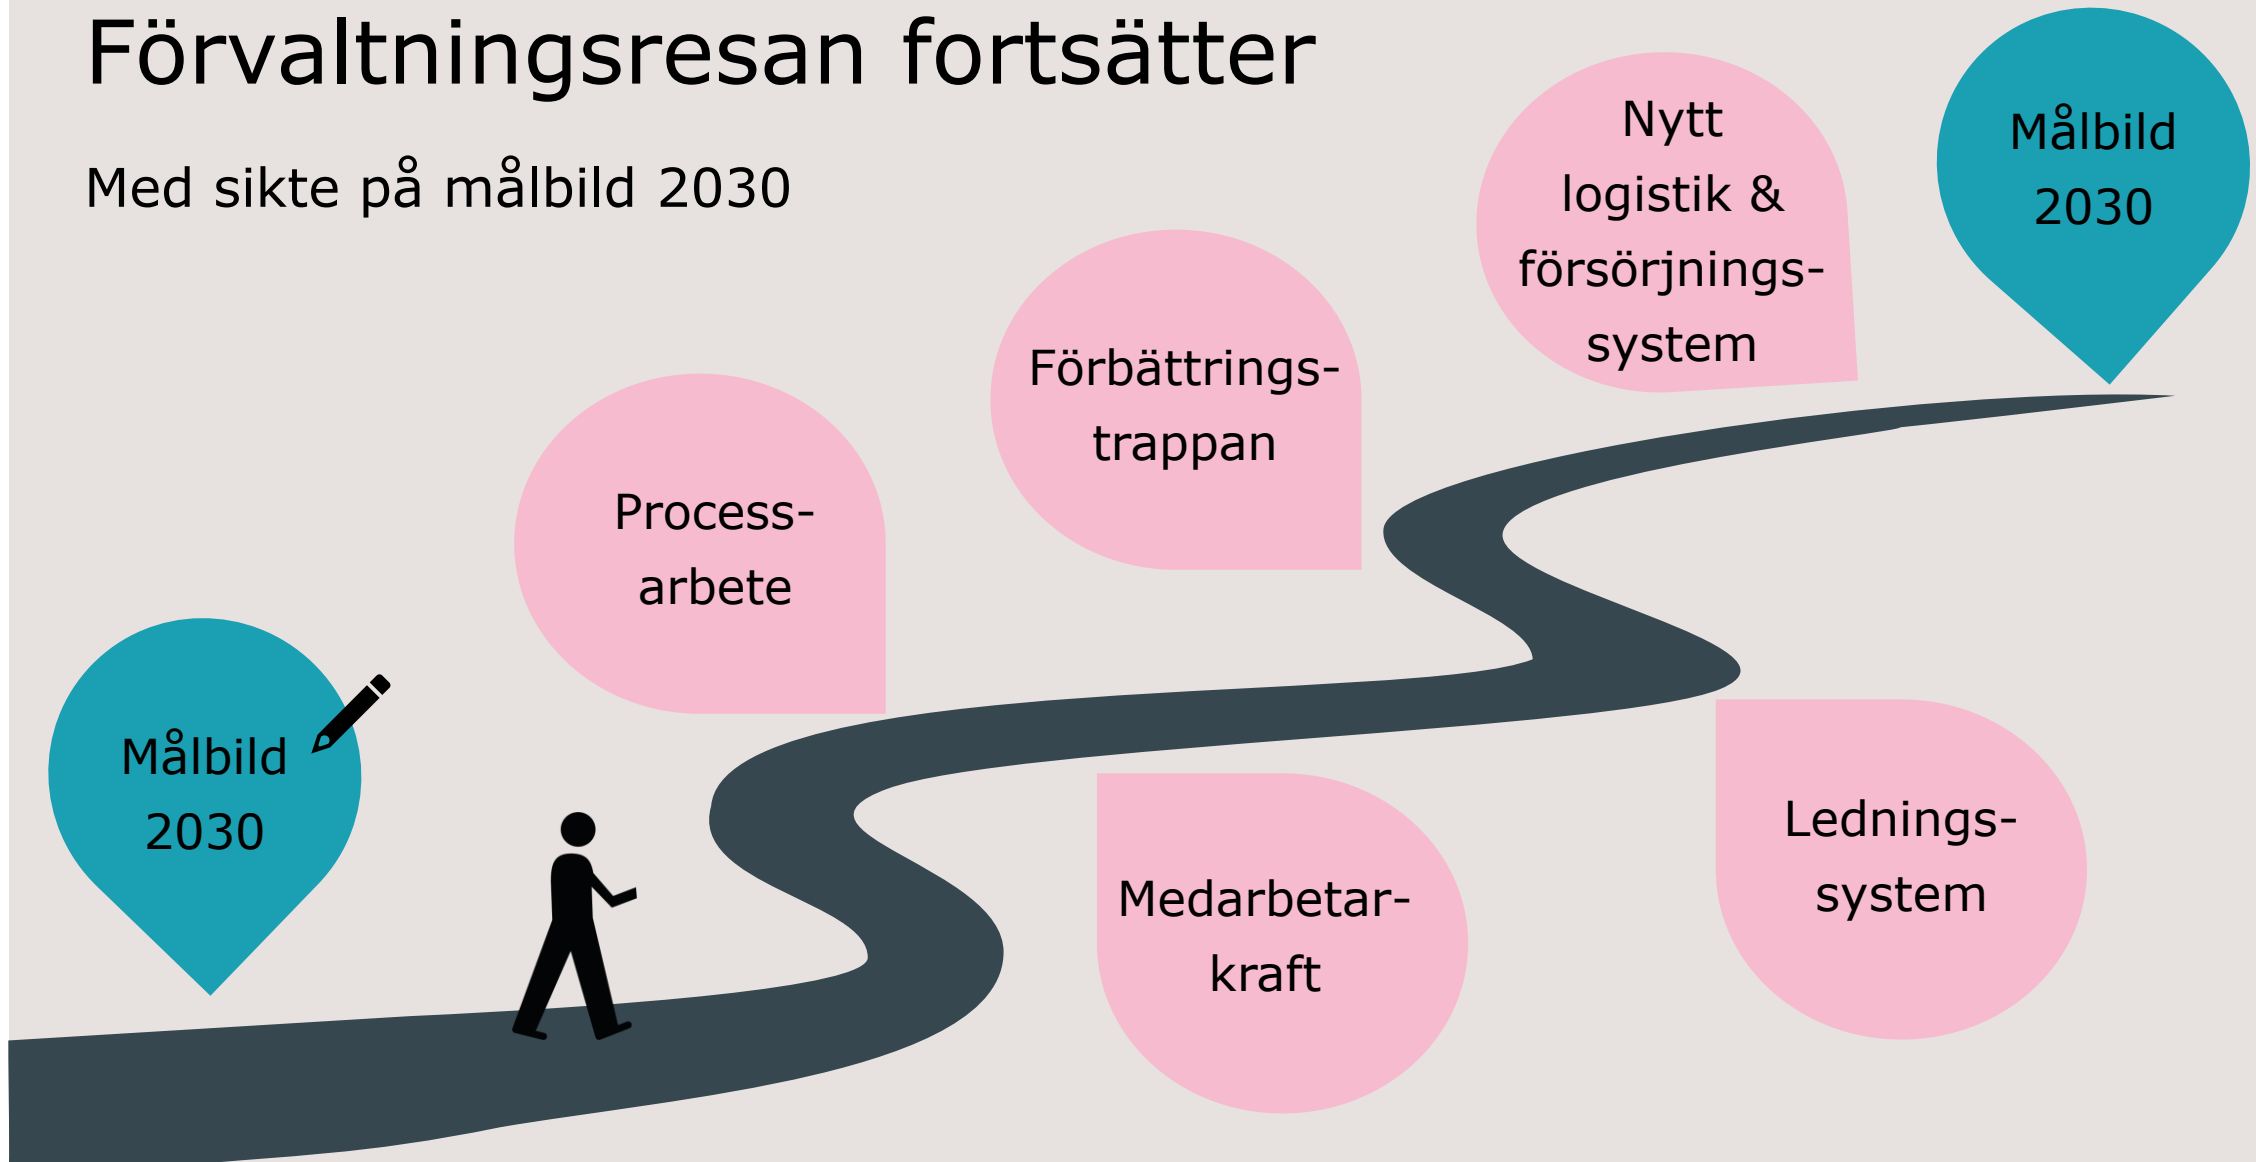 Förvaltningsresan fortsätter
Med sikte på målbild 2030
Målbild
2030
Process-
arbete
Förbättrings-
trappan
Medarbetar-
kraft
Lednings-
system
Nytt
logistik &
försörjnings-
system
Målbild
2030